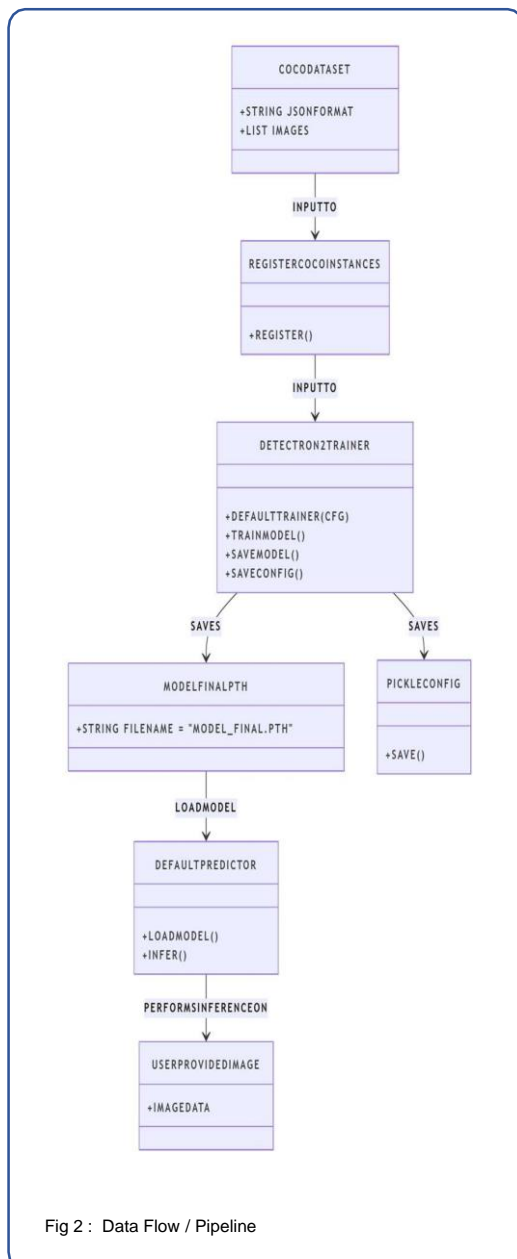 COCODATASET
+STRING JSONFORMAT
+LIST IMAGES
INPUTTO
REGISTERCOCOINSTANCES
+REGISTER()
INPUTTO
DETECTRON2TRAINER
+DEFAULTTRAINER(CFG)
+TRAINMODEL()
+SAVEMODEL()
+SAVECONFIG()
SAVES
SAVES
MODELFINALPTH
+STRING FILENAME = "MODEL_FINAL.PTH"
PICKLECONFIG
+SAVE()
LOADMODEL
DEFAULTPREDICTOR
+LOADMODEL()
+INFER()
PERFORMSINFERENCEON
USERPROVIDEDIMAGE
+IMAGEDATA
Fig 2 : Data Flow / Pipeline